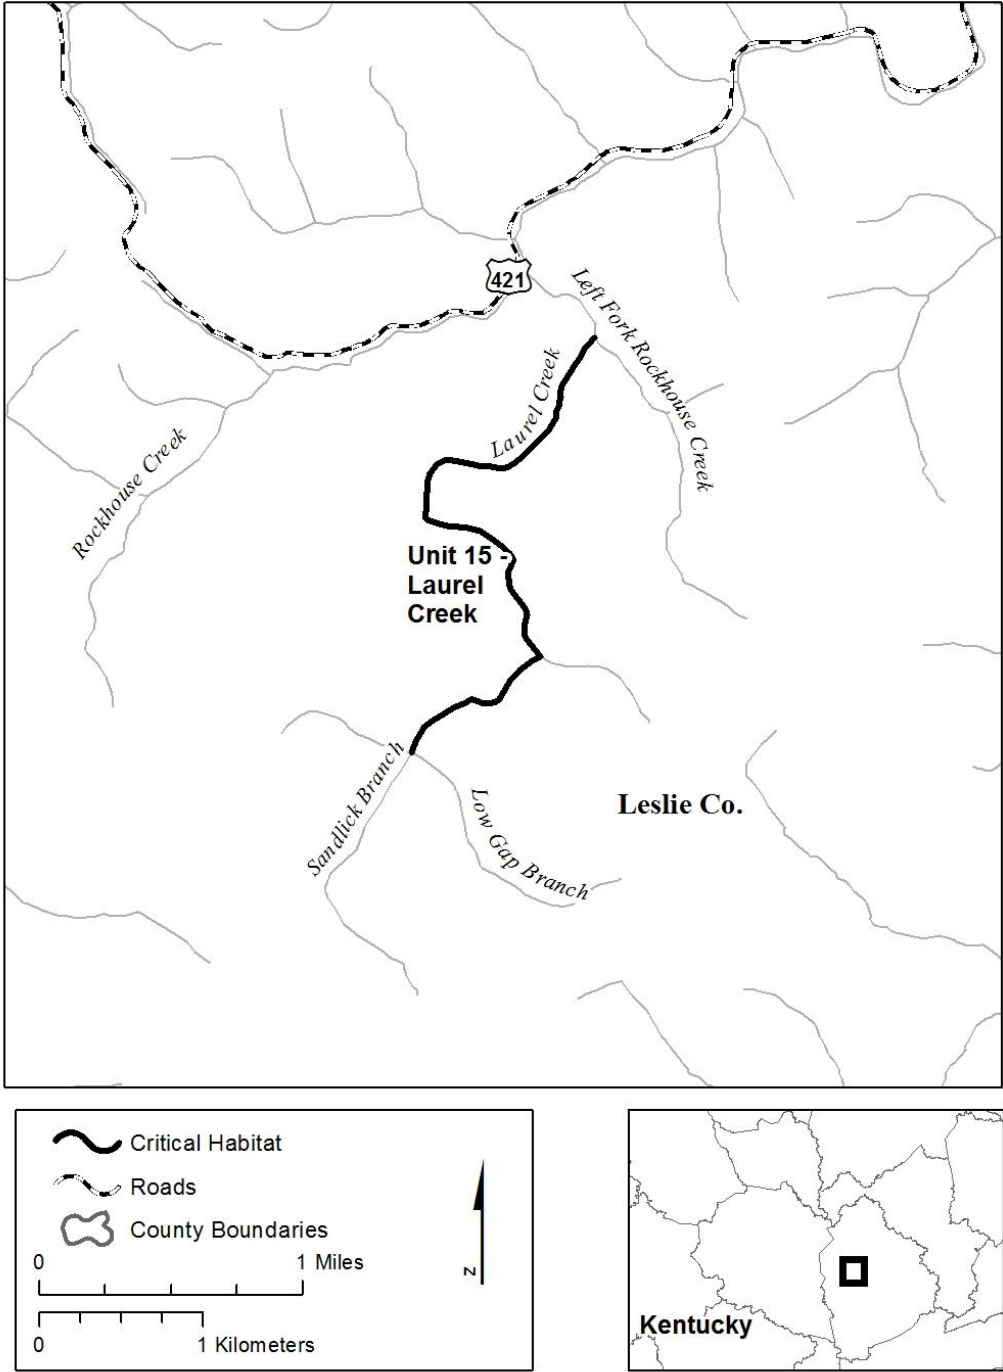 421
Left Fork Rockhouse Creek
Laurel Creek
Rockhouse Creek
Unit 15 -
Laurel
Creek
Sandlick Branch
Low Gap Branch
Leslie Co.
Critical Habitat
Roads
County Boundaries
0 1 Miles
0 1 Kilometers
N
Kentucky